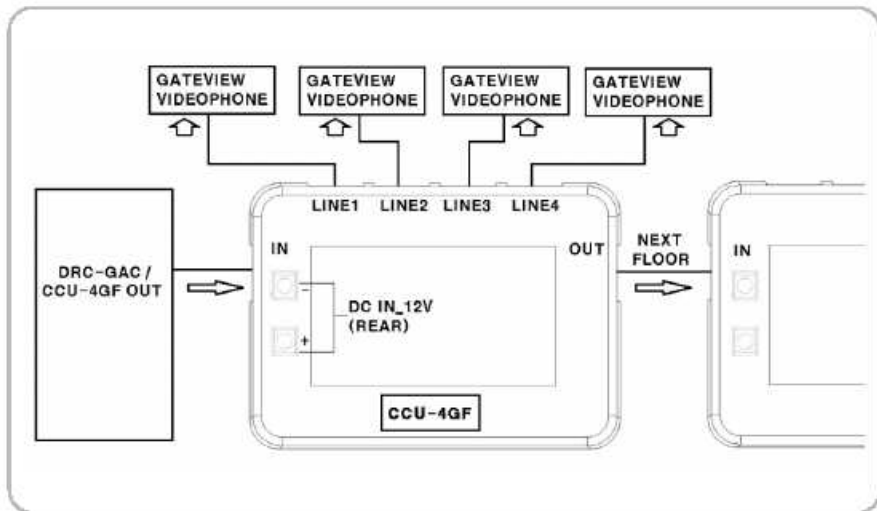 GATEVIEW
VIDEOPHONE
GATEVIEW
VIDEOPHONE
GATEVIEW
VIDEOPHONE
GATEVIEW
VIDEOPHONE
LINE1 LINE2 LINE3 LINE4
DRC-GAC /
CCU-4GF OUT
IN
OUT
NEXT
FLOOR
IN
-
DC IN_12V
(REAR)
+
CCU-4GF